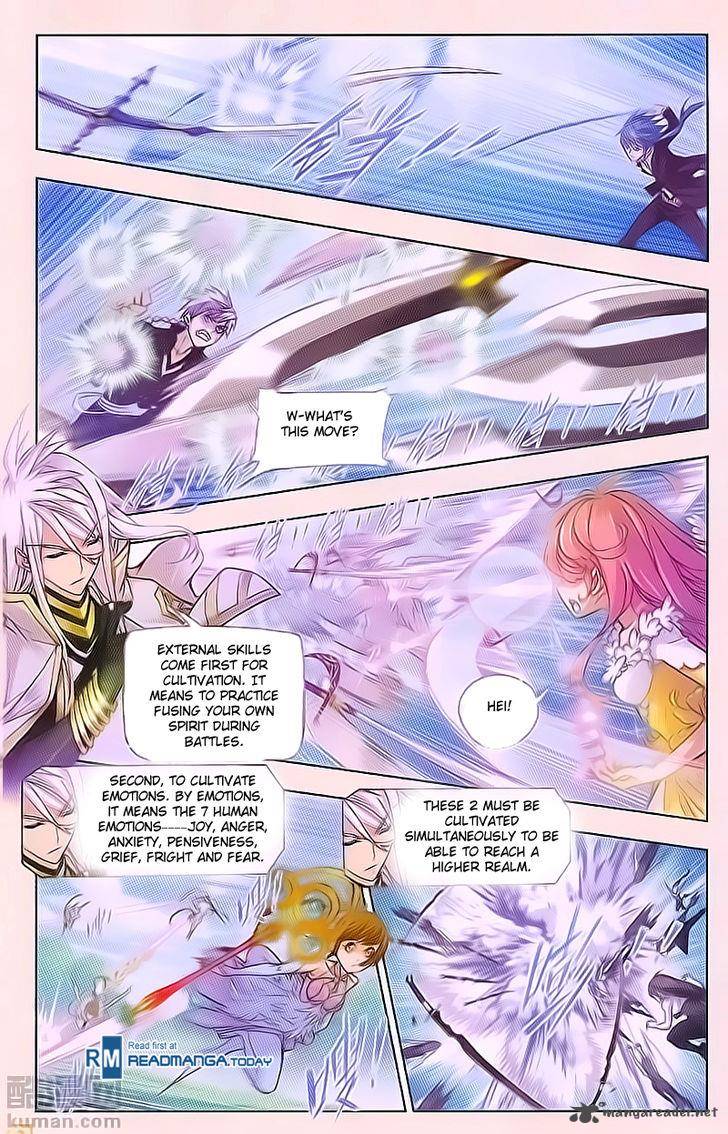 W-WHAT'S
THIS MOVE?
EXTERNAL SKILLS
COME FIRST FOR
CULTIVATION. IT
MEANS TO PRACTICE
FUSING YOUR OWN
SPIRIT DURING
BATTLES.
HEI!
SECOND, TO CULTIVATE
EMOTIONS. BY EMOTIONS,
IT MEANS THE 7 HUMAN
EMOTIONS----JOY, ANGER,
ANXIETY, PENSIVENESS,
GRIEF, FRIGHT AND FEAR.
THESE 2 MUST BE
CULTIVATED
SIMULTANEOUSLY TO BE
ABLE TO REACH A
HIGHER REALM.
RM Read first at
READMANGA.TODAY
kuman.com
mangareader.net